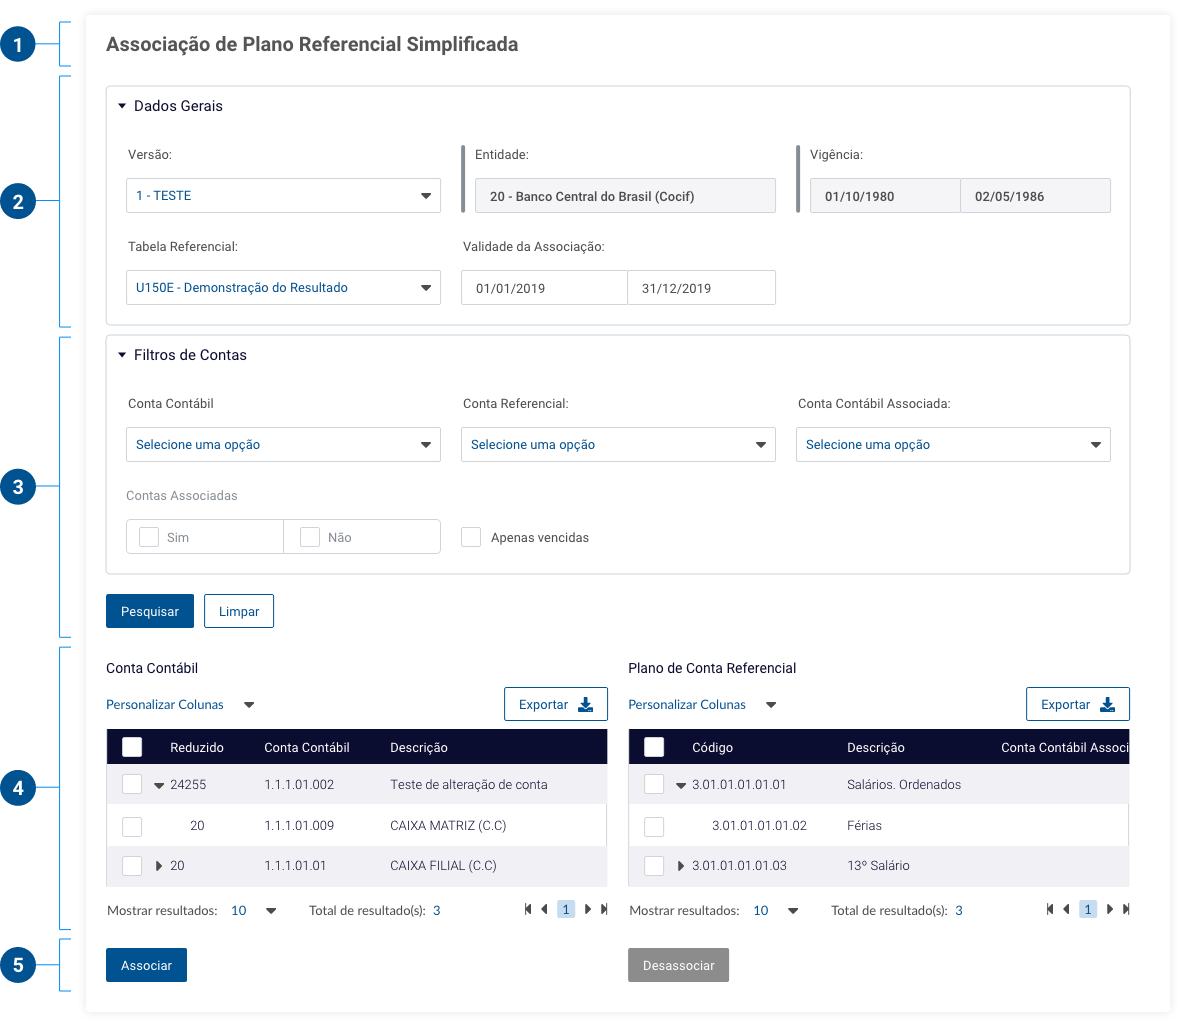 1
Associação de Plano Referencial Simplificada
2
Dados Gerais
Versão: Entidade: Vigência:
1 - TESTE 20 - Banco Central do Brasil (Cocif) 01/10/1980 02/05/1986
Tabela Referencial: Validade da Associação:
U150E - Demonstração do Resultado 01/01/2019 31/12/2019
3
Filtros de Contas
Conta Contábil Conta Referencial: Conta Contábil Associada:
Selecione uma opção Selecione uma opção Selecione uma opção
Contas Associadas
Sim Não Apenas vencidas
Pesquisar Limpar
4
Conta Contábil
Personalizar Colunas Exportar
Reduzido Conta Contábil Descrição
24255 1.1.1.01.002 Teste de alteração de conta
20 1.1.1.01.009 CAIXA MATRIZ (C.C)
20 1.1.1.01.01 CAIXA FILIAL (C.C)
Mostrar resultados: 10 Total de resultado(s): 3 1
Plano de Conta Referencial
Personalizar Colunas Exportar
Código Descrição Conta Contábil Associ
3.01.01.01.01.01 Salários. Ordenados
3.01.01.01.01.02 Férias
3.01.01.01.01.03 13º Salário
Mostrar resultados: 10 Total de resultado(s): 3 1
5
Associar Desassociar